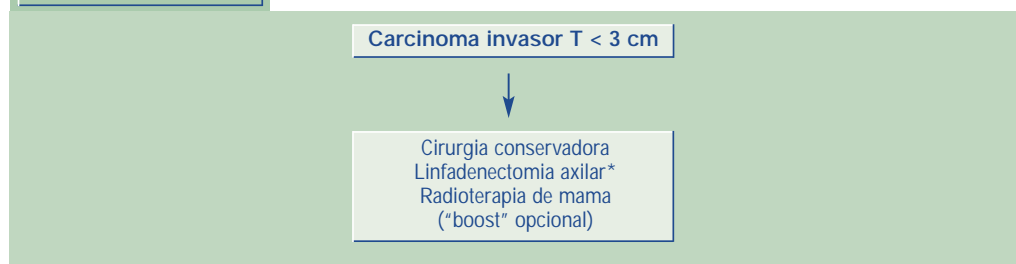 Carcinoma invasor T < 3 cm
Cirurgia conservadora
Linfadenectomia axilar*
Radioterapia de mama
(“boost” opcional)